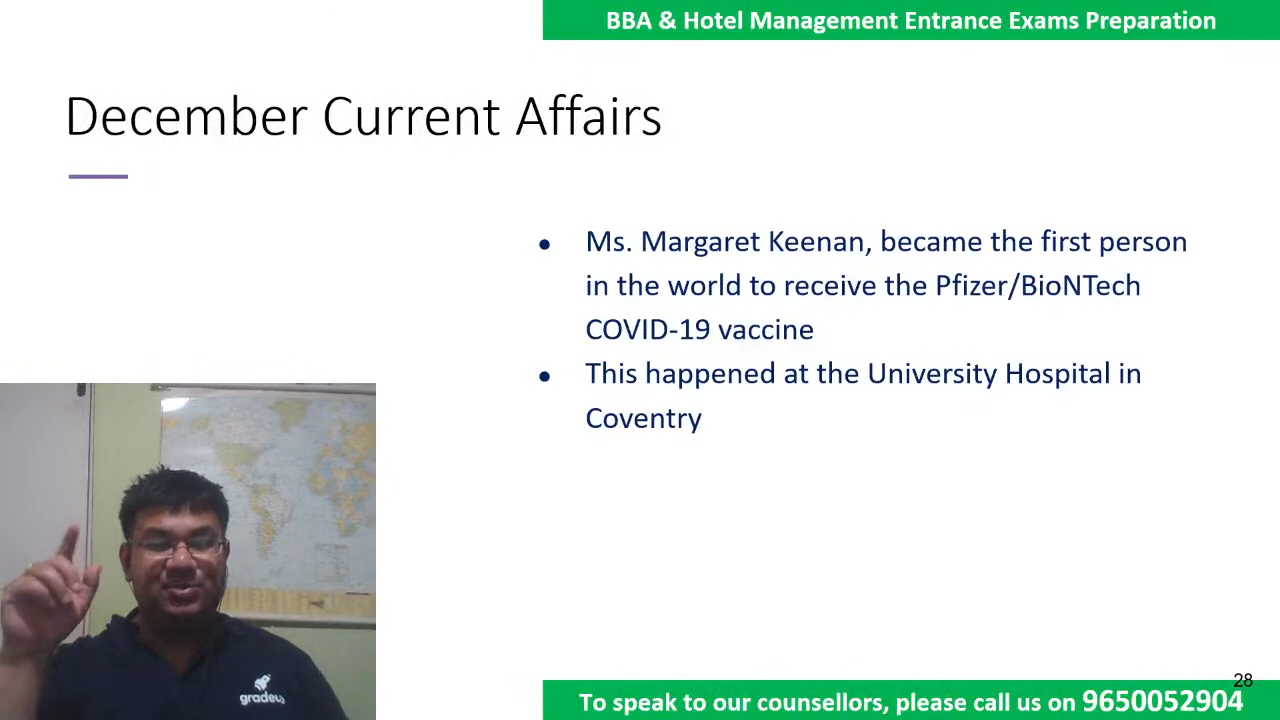 BBA & Hotel Management Entrance Exams Preparation
December Current Affairs
● Ms. Margaret Keenan, became the first person
in the world to receive the Pfizer/BioNTech
COVID-19 vaccine
● This happened at the University Hospital in
Coventry
gradeup
28
To speak to our counsellors, please call us on 9650052904